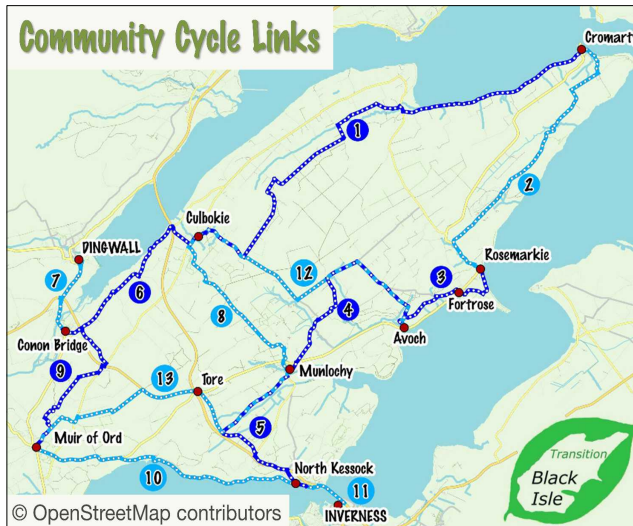 Community Cycle Links
Cromart
1
2
Culbokie
DINGWALL
Rosemarkie
12
7
6
3
Fortrose
4
8
Avoch
Conon Bridge
9
13
Tore
Munlochy
5
Muir of Ord
Transition
Black
Isle
10
North Kessock
11
INVERNESS
© OpenStreetMap contributors